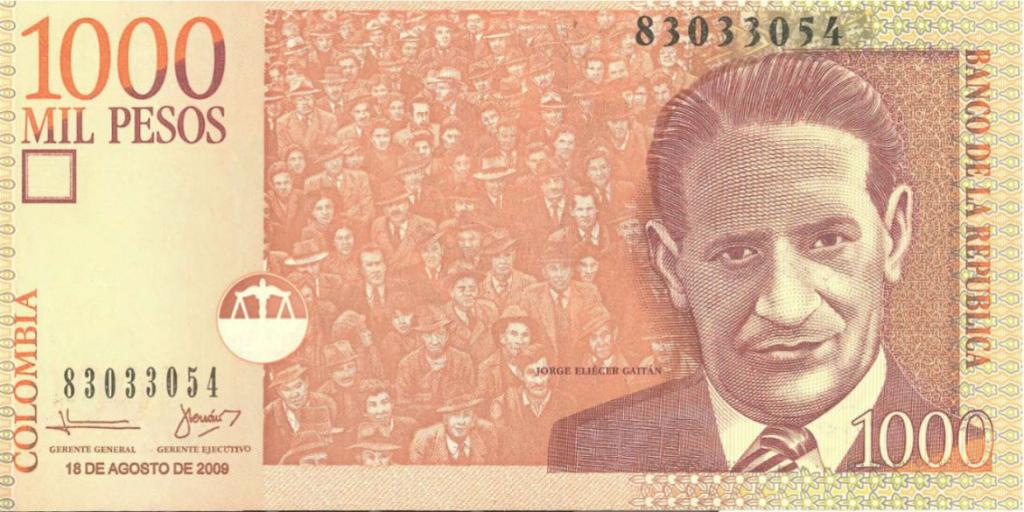 1000
MIL PESOS
83033054
BANCO DE LA REPUBLICA
COLOMBIA
83033054
JORGE ELIÉCER GAITÁN
GERENTE GENERAL
GERENTE EJECUTIVO
18 DE AGOSTO DE 2009
1000